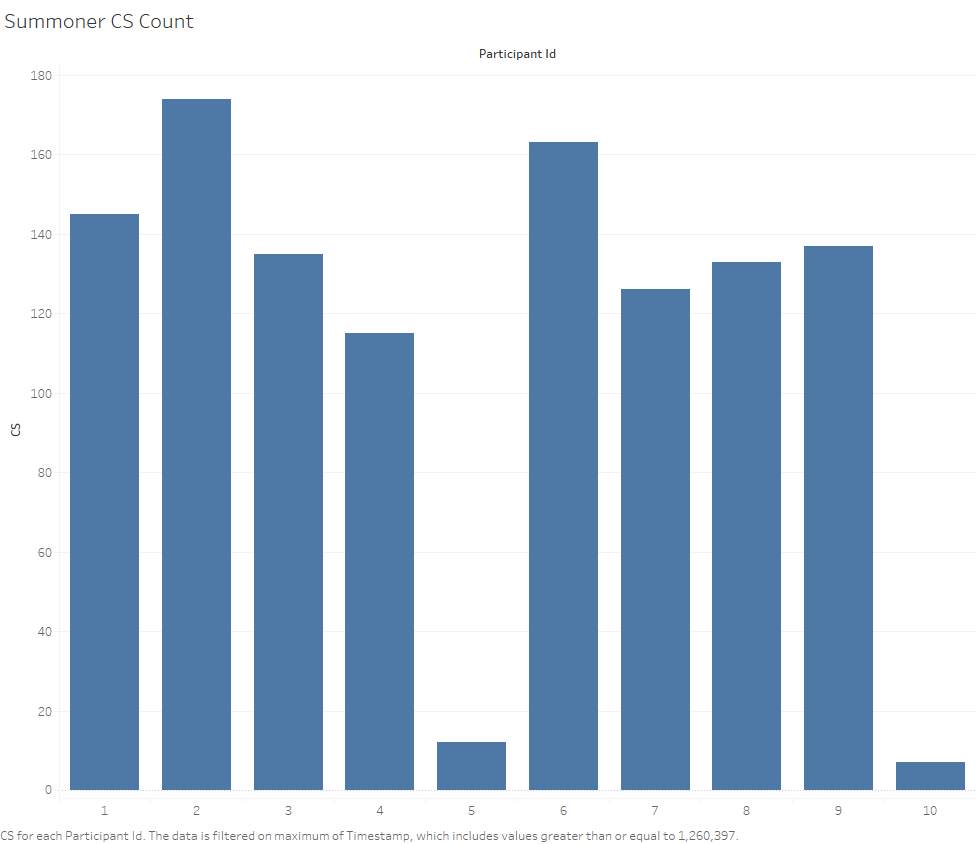 Summoner CS Count
Participant Id
180
160
140
120
100
80
60
40
20
0
CS
1 2 3 4 5 6 7 8 9 10
CS for each Participant Id. The data is filtered on maximum of Timestamp, which includes values greater than or equal to 1,260,397.